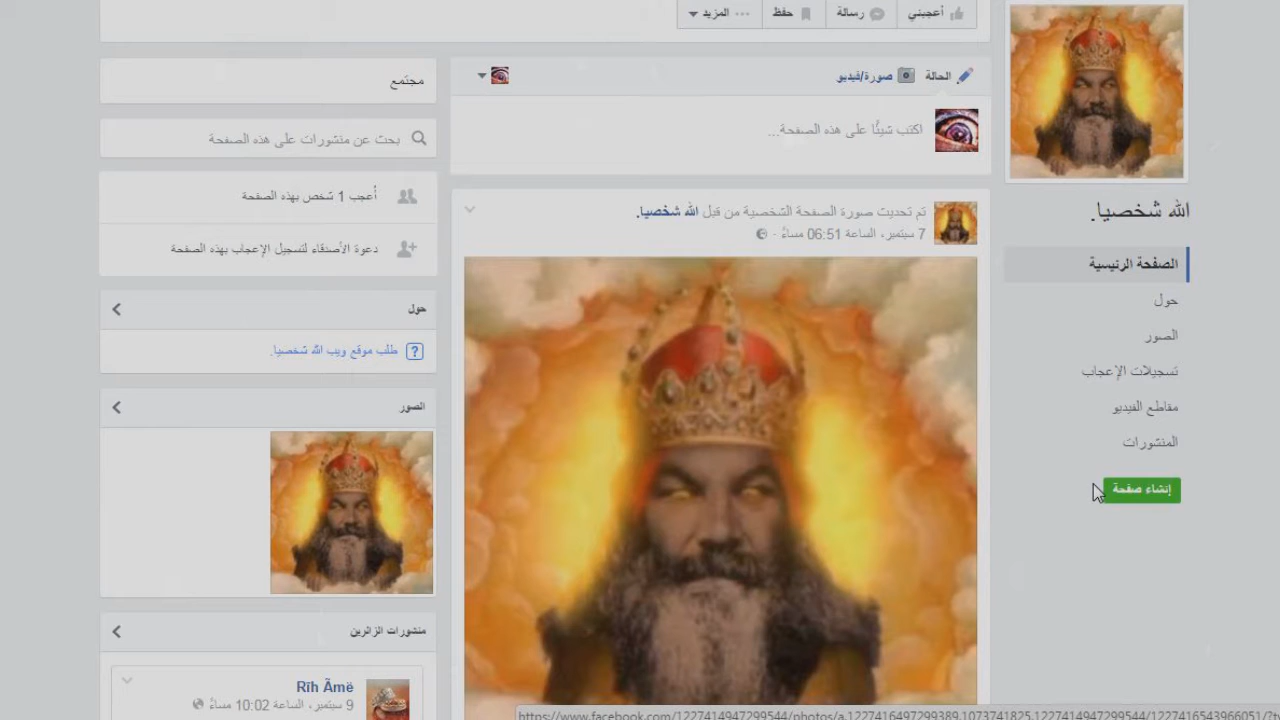 أعجبني
رسالة
حفظ
المزيد
الله شخصيا.
الصفحة الرئيسية
حول
الصور
تسجيلات الإعجاب
مقاطع الفيديو
المنشورات
إنشاء صفحة
الحالة
صورة/فيديو
اكتب شيئًا على هذه الصفحة...
تم تحديث صورة الصفحة الشخصية من قبل الله شخصيا.
7 سبتمبر، الساعة 06:51 مساءً ·
مجتمع
بحث عن منشورات على هذه الصفحة
أُعجب 1 شخص بهذه الصفحة
دعوة الأصدقاء لتسجيل الإعجاب بهذه الصفحة
حول
طلب موقع ويب الله شخصيا.
الصور
منشورات الزائرين
Rîh Ãmë
9 سبتمبر، الساعة 10:02 مساءً